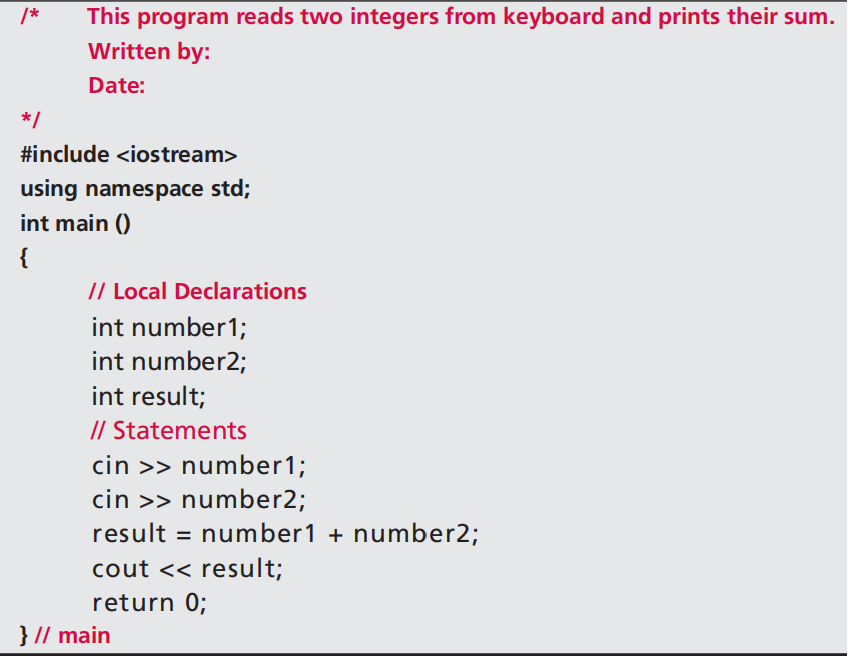 /* This program reads two integers from keyboard and prints their sum.
Written by:
Date:
*/
#include <iostream>
using namespace std;
int main ()
{
// Local Declarations
int number1;
int number2;
int result;
// Statements
cin >> number1;
cin >> number2;
result = number1 + number2;
cout << result;
return 0;
} // main